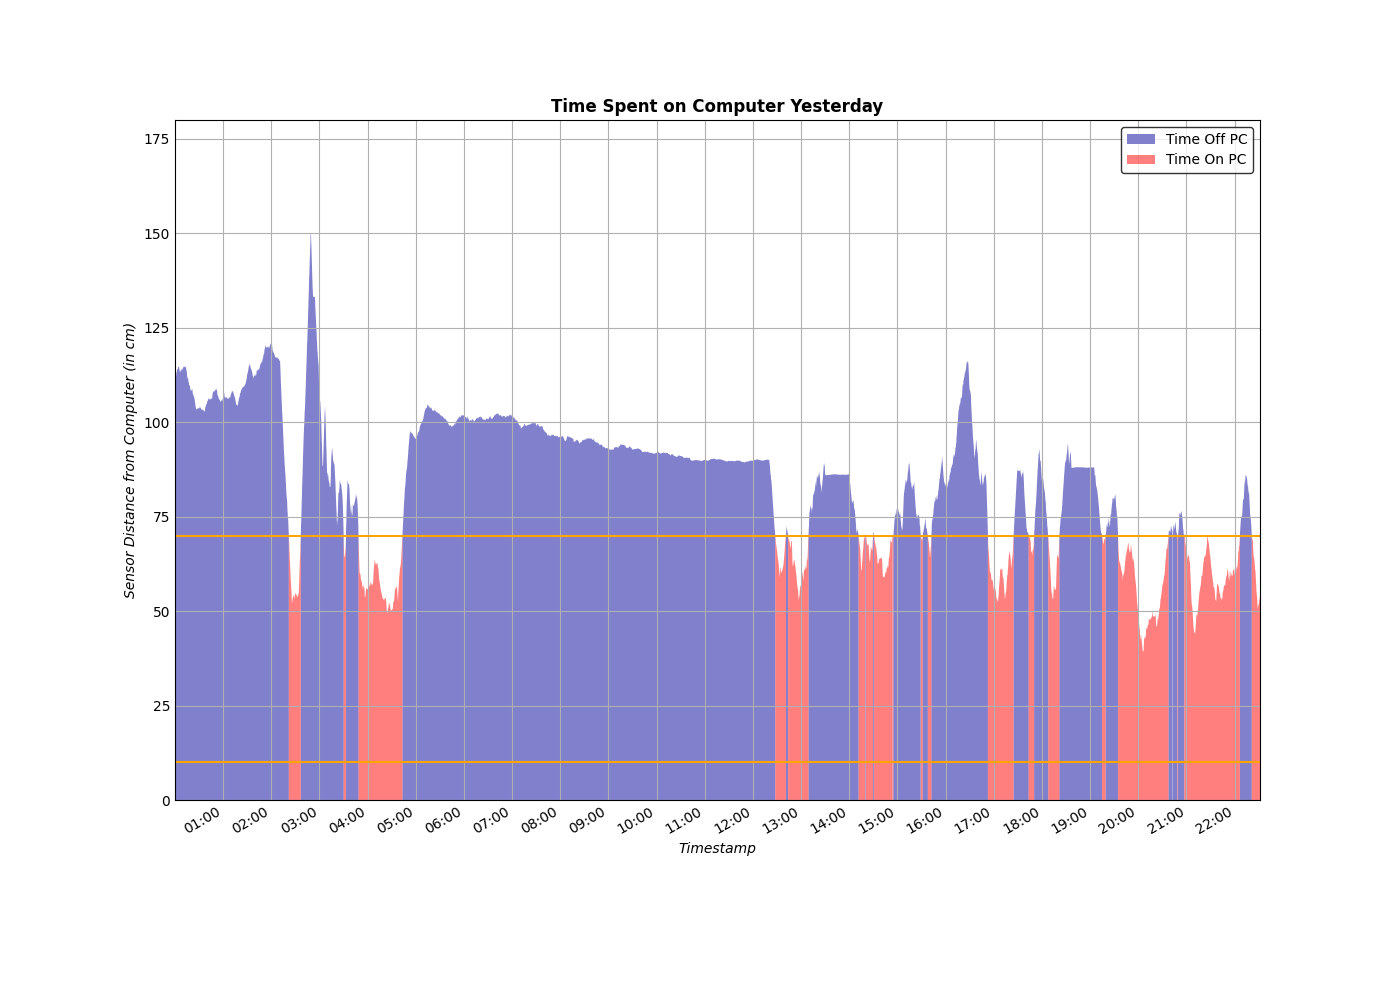 Time Spent on Computer Yesterday
Time Off PC
Time On PC
Sensor Distance from Computer (in cm)
175
150
125
100
75
50
25
0
01:00 02:00 03:00 04:00 05:00 06:00 07:00 08:00 09:00 10:00 11:00 12:00 13:00 14:00 15:00 16:00 17:00 18:00 19:00 20:00 21:00 22:00
Timestamp